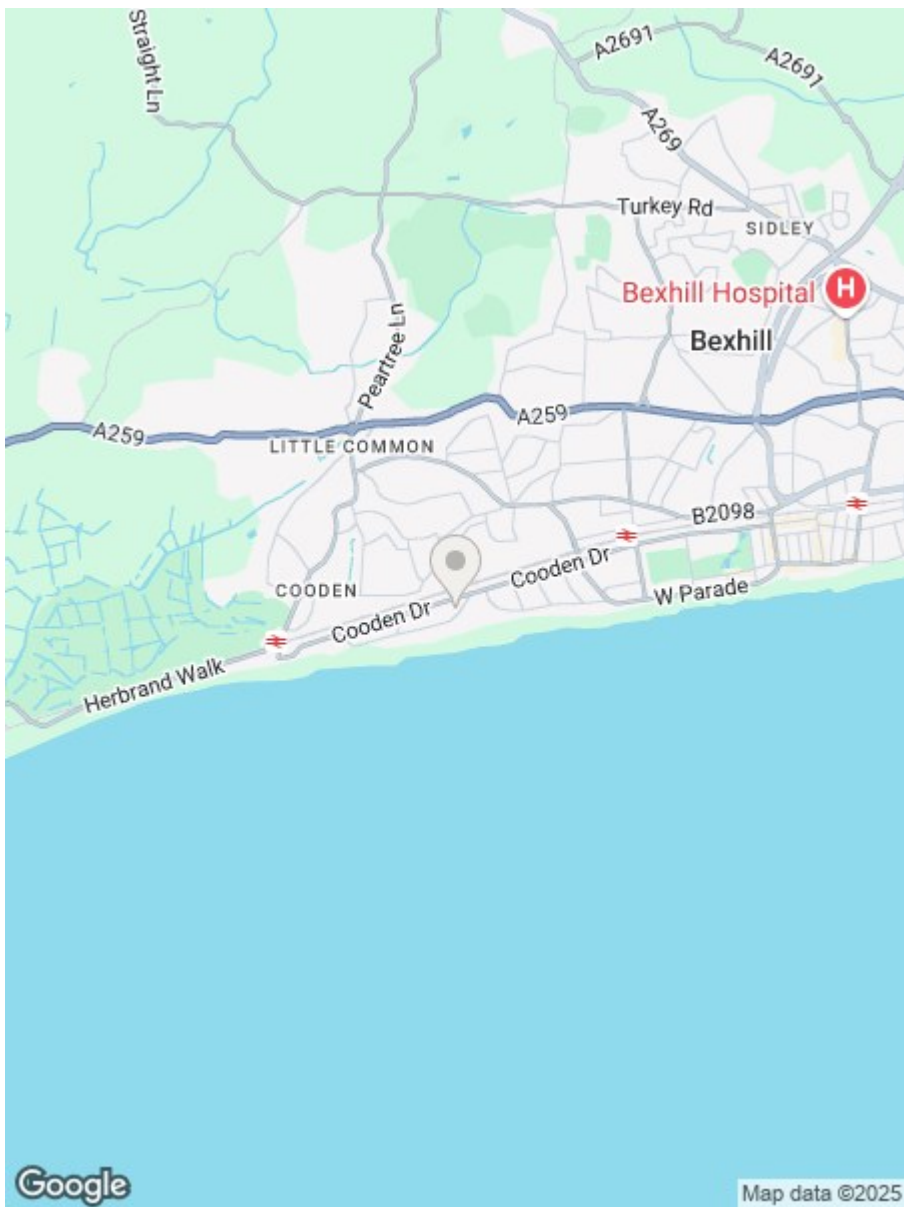 Straight Ln
A2691
A2691
A269
Turkey Rd
SIDLEY
Bexhill Hospital
H
Bexhill
Peartree Ln
A259
A259
LITTLE COMMON
B2098
COODEN
Cooden Dr
Cooden Dr
W Parade
Herbrand Walk
Google
Map data ©2025